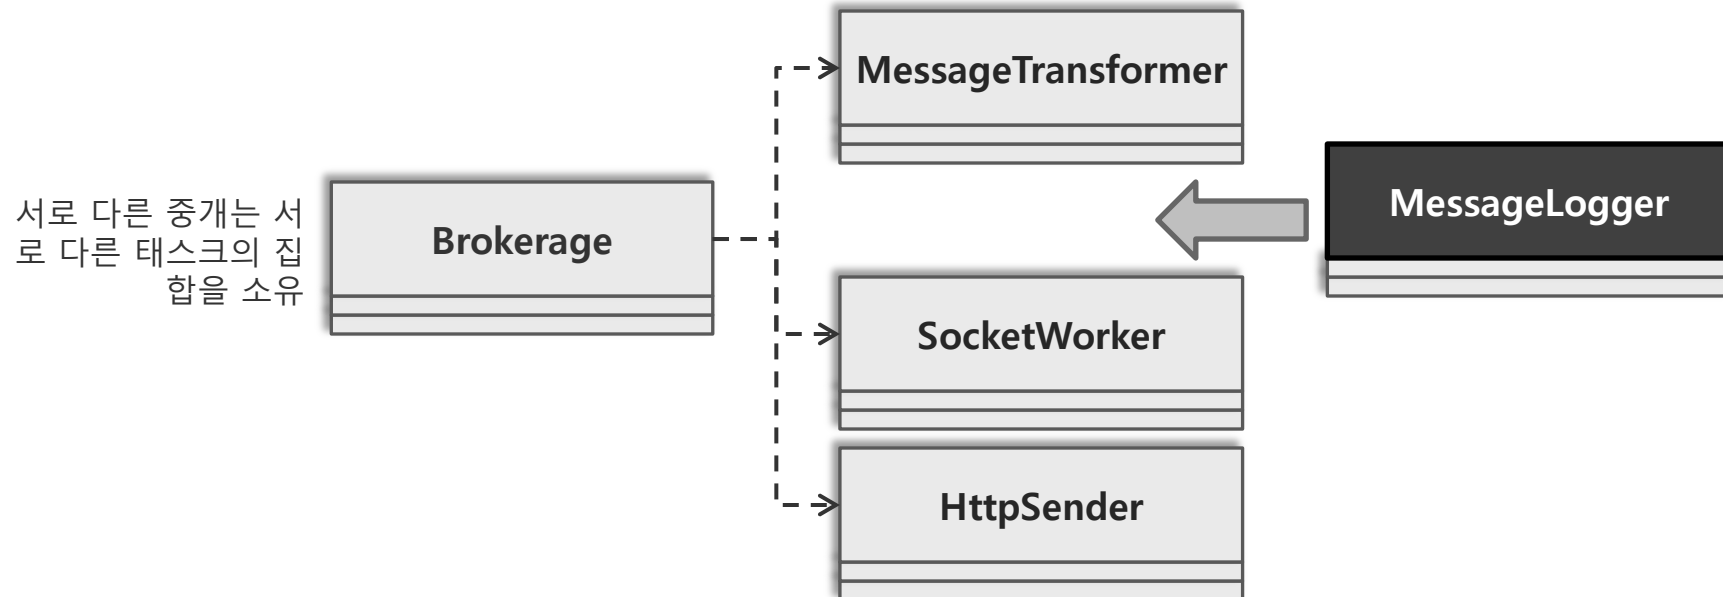 MessageTransformer
MessageLogger
서로 다른 중개는 서
로 다른 태스크의 집
합을 소유
Brokerage
SocketWorker
HttpSender